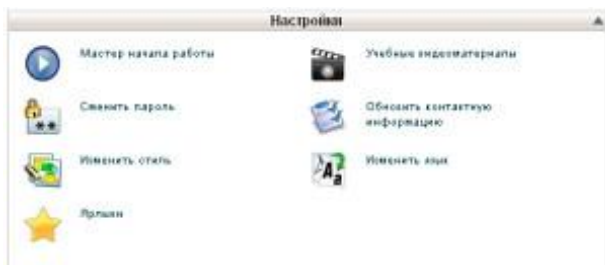 Настройки
Мастер начала работы
Учебные видеоматериалы
Сменить пароль
Обновить контактную
информацию
Изменить стиль
Изменить язык
Ярлыки